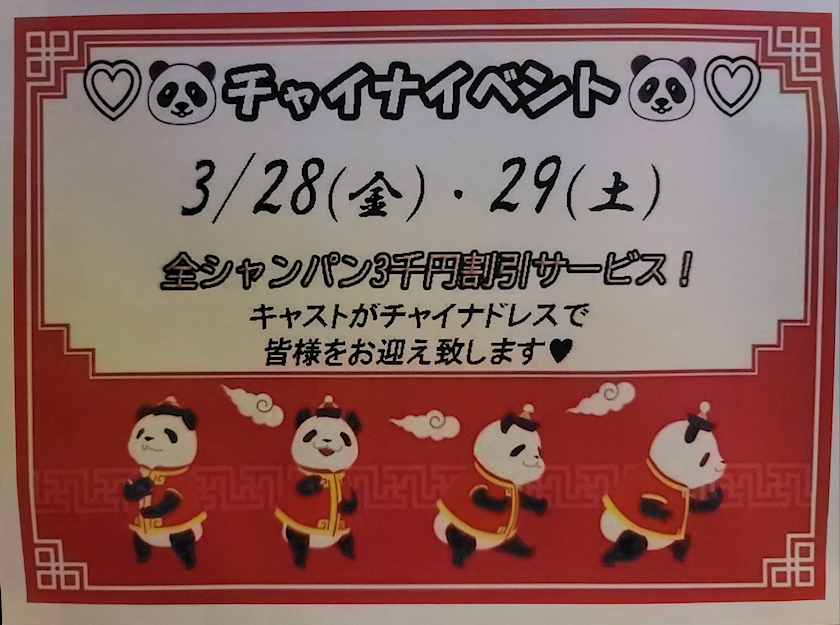 ♡チャイナイベント♡
3/28(金)・29(土)
全シャンパン3千円割引サービス！
キャストがチャイナドレスで
皆様をお迎え致します♥